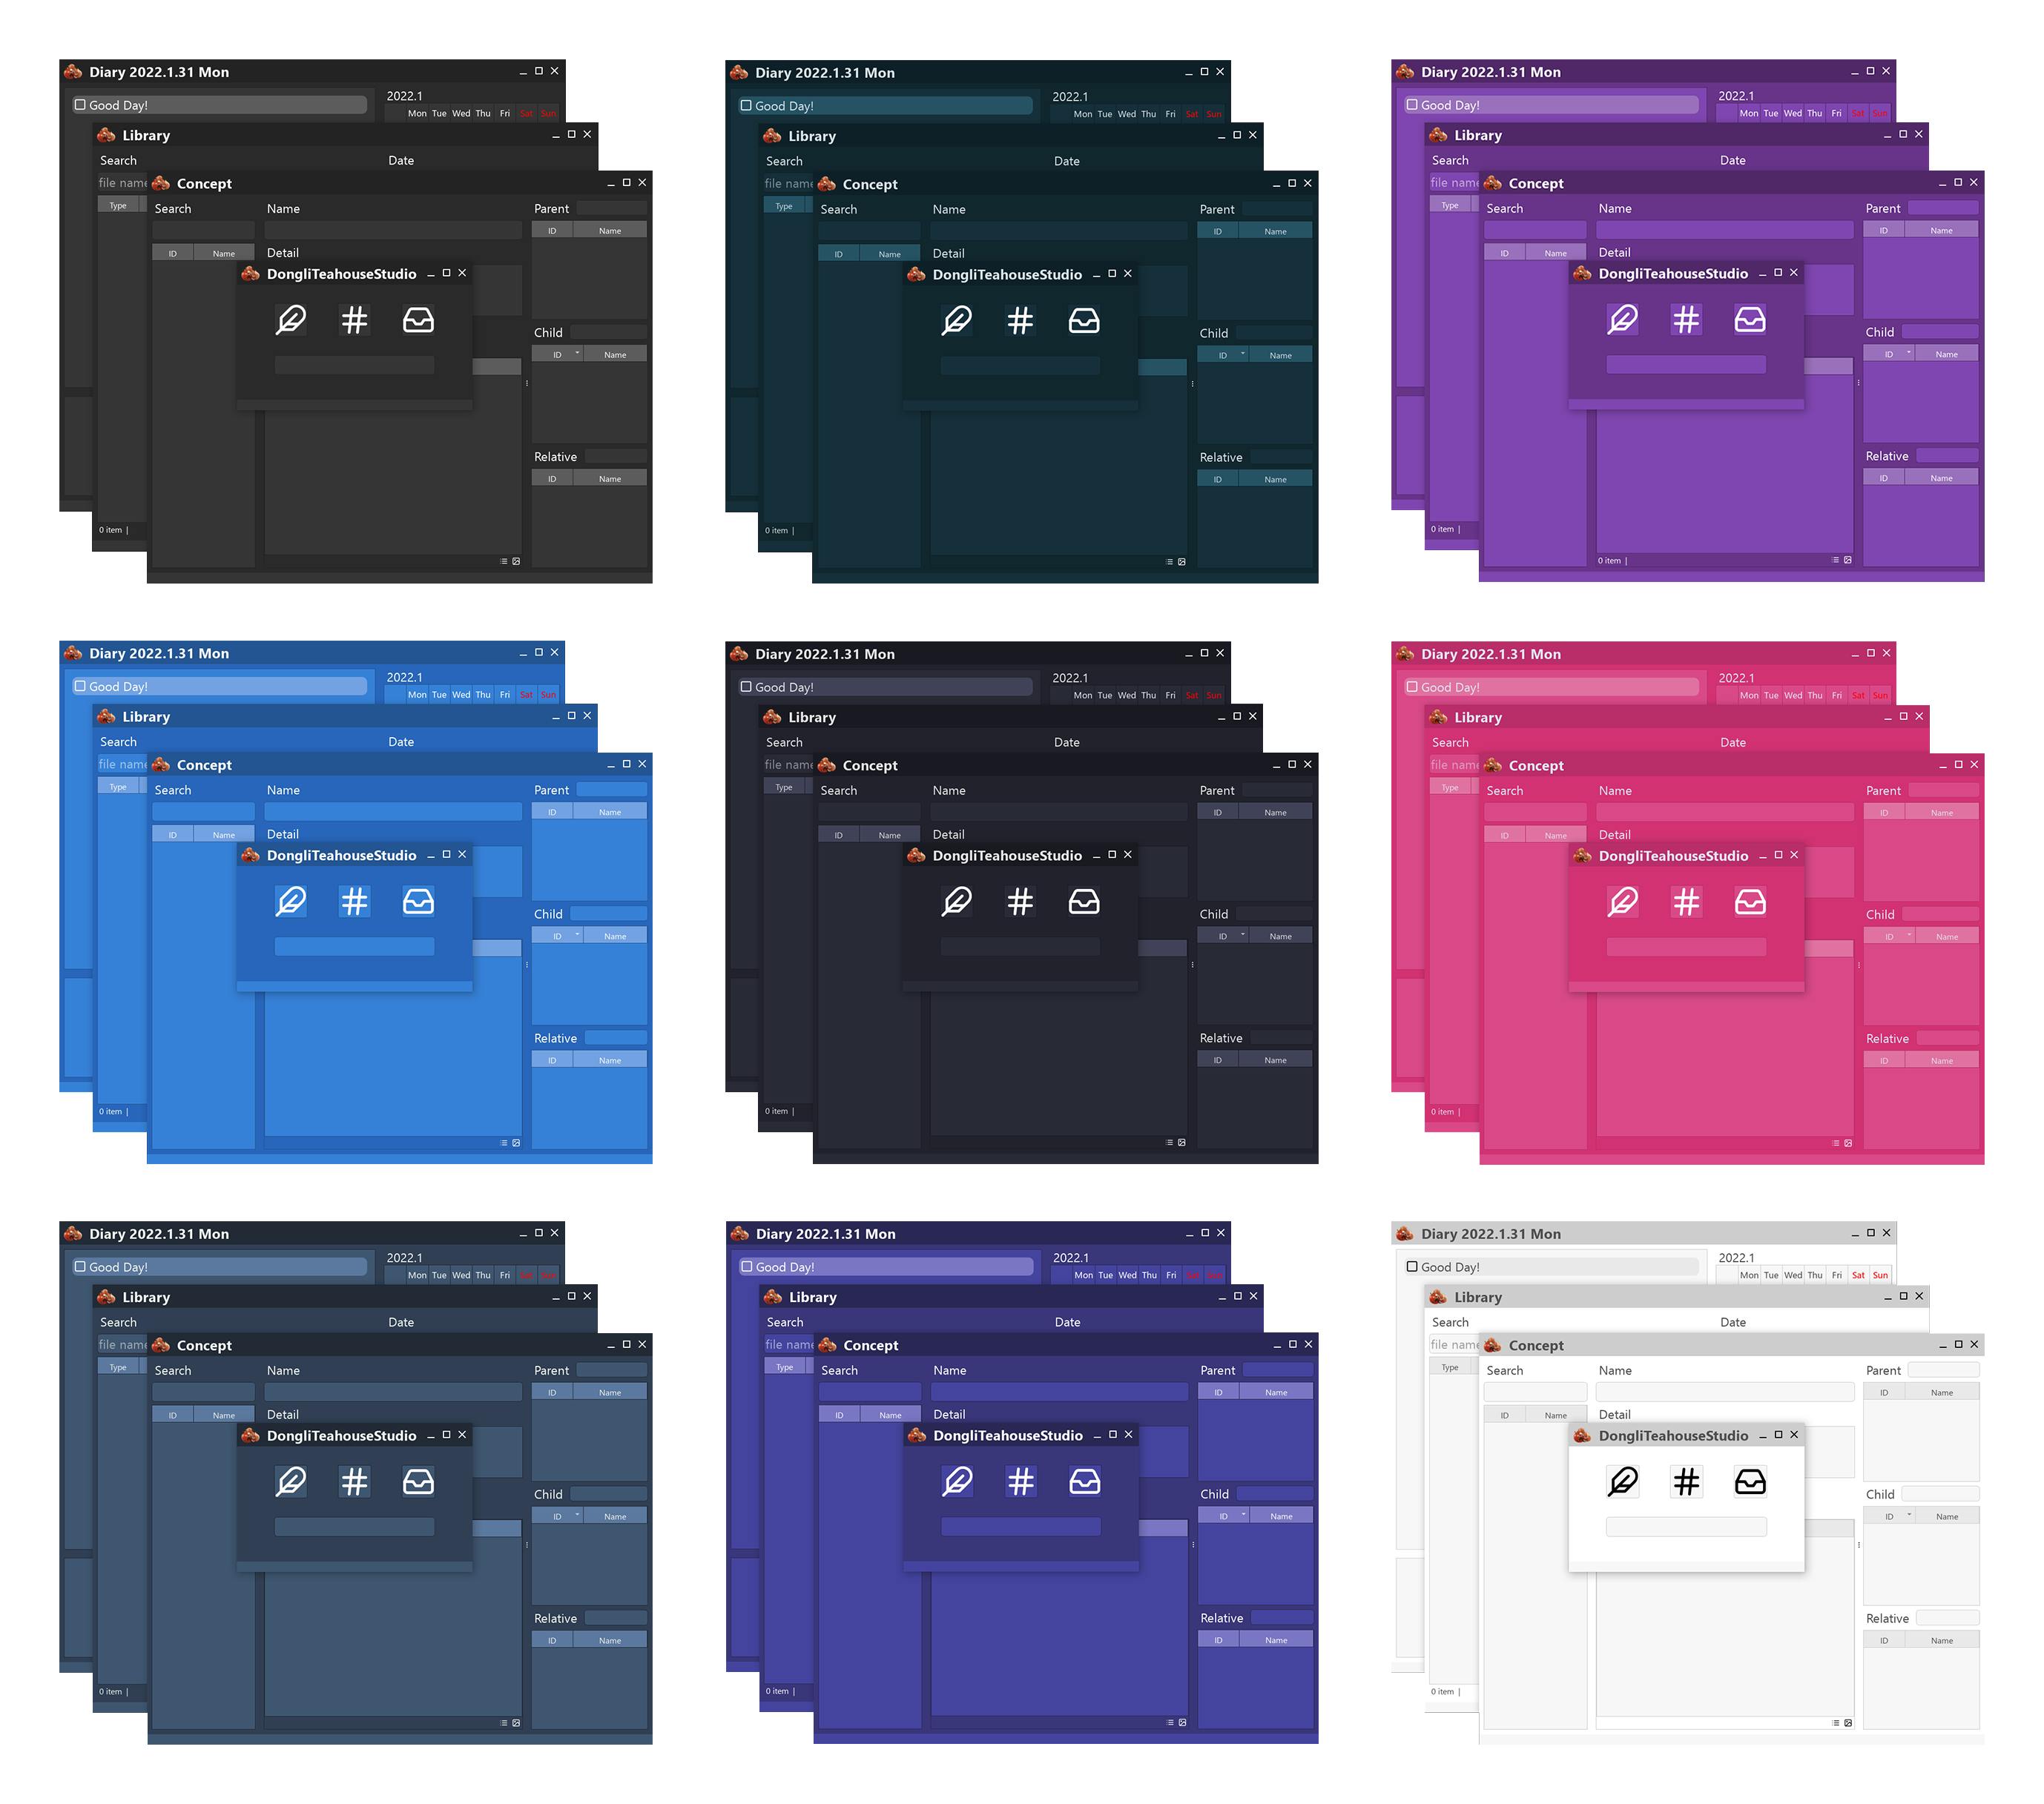 Diary 2022.1.31 Mon
Good Day!
2022.1
Mon Tue Wed Thu Fri Sat Sun
Library
Search Date
file name
Type
Concept
Search Name Parent
ID Name
ID Name
Detail
DongliTeahouseStudio
Child
ID Name
Relative
ID Name
0 item |
Diary 2022.1.31 Mon
Good Day!
2022.1
Mon Tue Wed Thu Fri Sat Sun
Library
Search Date
file name
Type
Concept
Search Name Parent
ID Name
ID Name
Detail
DongliTeahouseStudio
Child
ID Name
Relative
ID Name
0 item |
Diary 2022.1.31 Mon
Good Day!
2022.1
Mon Tue Wed Thu Fri Sat Sun
Library
Search Date
file name
Type
Concept
Search Name Parent
ID Name
ID Name
Detail
DongliTeahouseStudio
Child
ID Name
Relative
ID Name
0 item |
0 item |
Diary 2022.1.31 Mon
Good Day!
2022.1
Mon Tue Wed Thu Fri Sat Sun
Library
Search Date
file name
Type
Concept
Search Name Parent
ID Name
ID Name
Detail
DongliTeahouseStudio
Child
ID Name
Relative
ID Name
0 item |
Diary 2022.1.31 Mon
Good Day!
2022.1
Mon Tue Wed Thu Fri Sat Sun
Library
Search Date
file name
Type
Concept
Search Name Parent
ID Name
ID Name
Detail
DongliTeahouseStudio
Child
ID Name
Relative
ID Name
0 item |
Diary 2022.1.31 Mon
Good Day!
2022.1
Mon Tue Wed Thu Fri Sat Sun
Library
Search Date
file name
Type
Concept
Search Name Parent
ID Name
ID Name
Detail
DongliTeahouseStudio
Child
ID Name
Relative
ID Name
0 item |
Diary 2022.1.31 Mon
Good Day!
2022.1
Mon Tue Wed Thu Fri Sat Sun
Library
Search Date
file name
Type
Concept
Search Name Parent
ID Name
ID Name
Detail
DongliTeahouseStudio
Child
ID Name
Relative
ID Name
0 item |
Diary 2022.1.31 Mon
Good Day!
2022.1
Mon Tue Wed Thu Fri Sat Sun
Library
Search Date
file name
Type
Concept
Search Name Parent
ID Name
ID Name
Detail
DongliTeahouseStudio
Child
ID Name
Relative
ID Name
0 item |
Diary 2022.1.31 Mon
Good Day!
2022.1
Mon Tue Wed Thu Fri Sat Sun
Library
Search Date
file name
Type
Concept
Search Name Parent
ID Name
ID Name
Detail
DongliTeahouseStudio
Child
ID Name
Relative
ID Name
0 item |